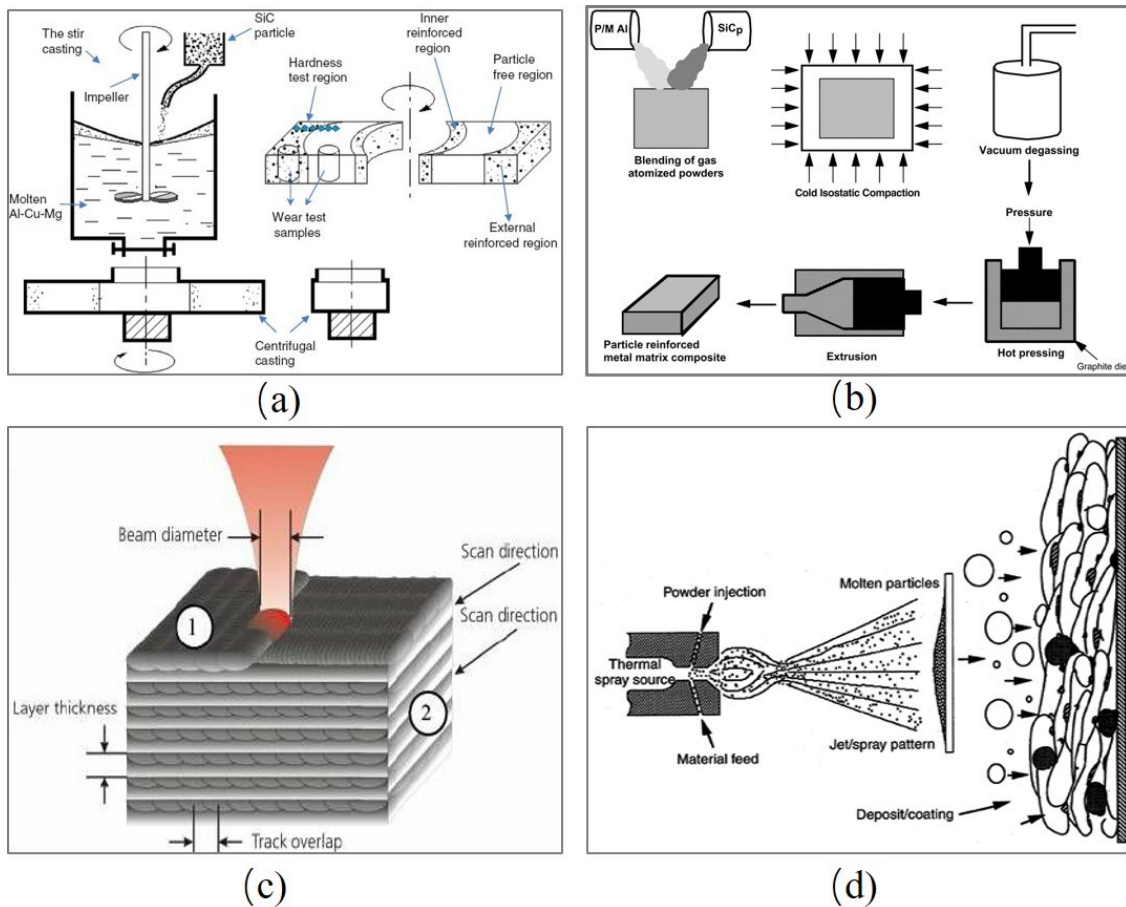 The stir
casting
SiC
particle
Impeller
Molten
Al-Cu-Mg
Hardness
test region
Inner
reinforced
region
Particle
free region
Wear test
samples
External
reinforced region
Centrifugal
casting
(a)
P/M Al
SiCp
Blending of gas
atomized powders
Cold Isostatic Compaction
Vacuum degassing
Pressure
Particle reinforced
metal matrix composite
Extrusion
Hot pressing
Graphite die
(b)
Beam diameter
Scan direction
Scan direction
1
2
Layer thickness
Track overlap
(c)
Powder injection
Molten particles
Thermal
spray source
Material feed
Jet/spray pattern
Deposit/coating
(d)